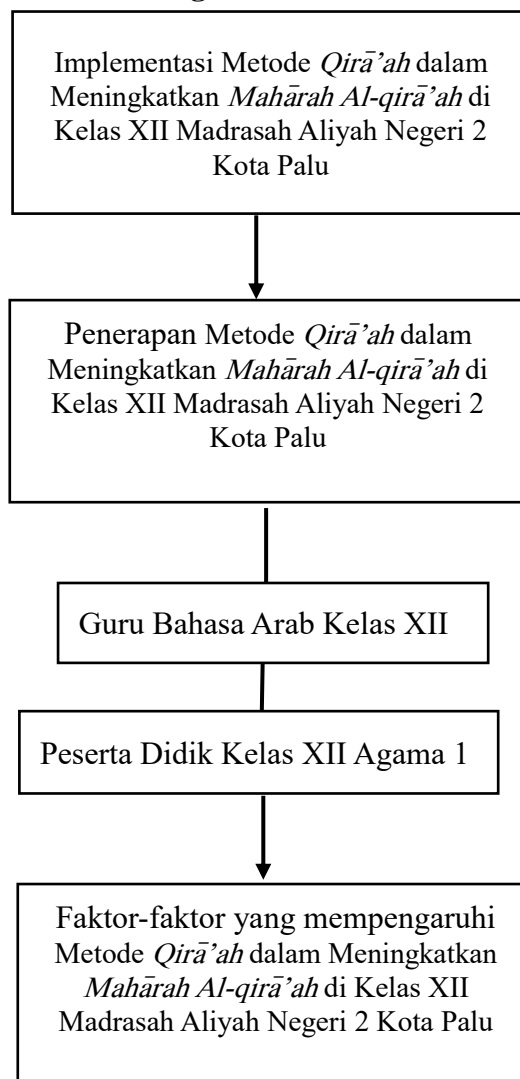 Implementasi Metode Qirā’ah dalam
Meningkatkan Mahārah Al-qirā’ah di
Kelas XII Madrasah Aliyah Negeri 2
Kota Palu
Penerapan Metode Qirā’ah dalam
Meningkatkan Mahārah Al-qirā’ah di
Kelas XII Madrasah Aliyah Negeri 2
Kota Palu
Guru Bahasa Arab Kelas XII
Peserta Didik Kelas XII Agama 1
Faktor-faktor yang mempengaruhi
Metode Qirā’ah dalam Meningkatkan
Mahārah Al-qirā’ah di Kelas XII
Madrasah Aliyah Negeri 2 Kota Palu